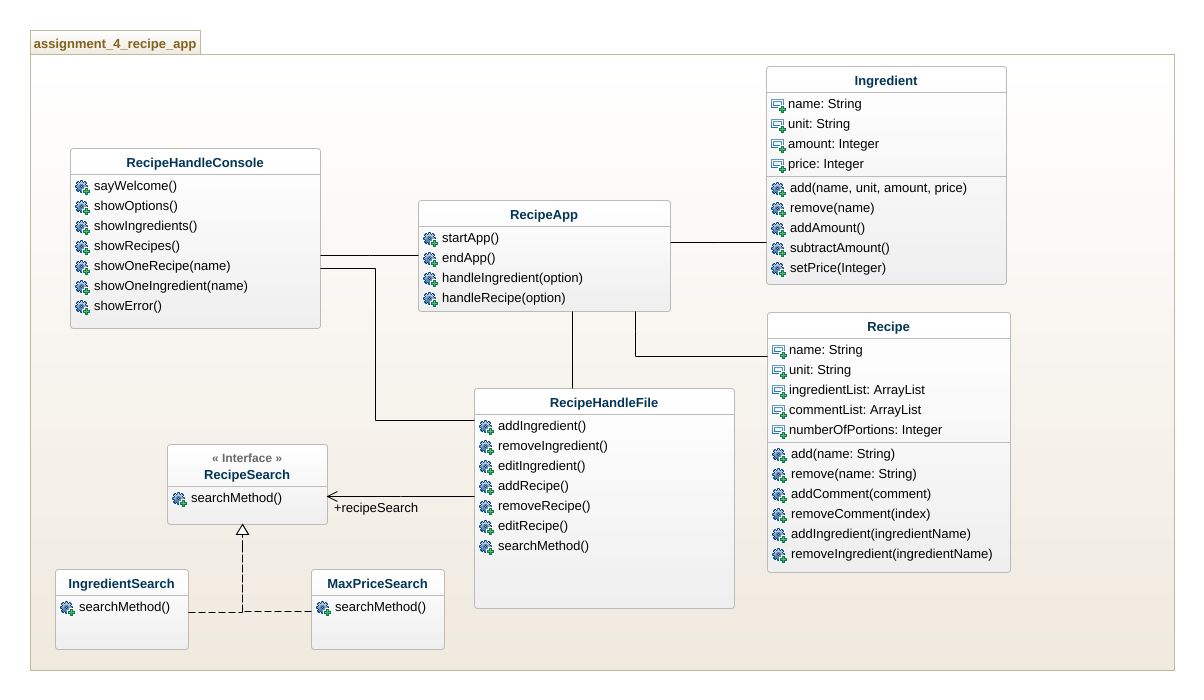 assignment_4_recipe_app
RecipeHandleConsole
sayWelcome()
showOptions()
showIngredients()
showRecipes()
showOneRecipe(name)
showOneIngredient(name)
showError()
RecipeApp
startApp()
endApp()
handleIngredient(option)
handleRecipe(option)
Ingredient
name: String
unit: String
amount: Integer
price: Integer
add(name, unit, amount, price)
remove(name)
addAmount()
subtractAmount()
setPrice(Integer)
Recipe
name: String
unit: String
ingredientList: ArrayList
commentList: ArrayList
numberOfPortions: Integer
add(name: String)
remove(name: String)
addComment(comment)
removeComment(index)
addIngredient(ingredientName)
removeIngredient(ingredientName)
RecipeHandleFile
addIngredient()
removeIngredient()
editIngredient()
addRecipe()
removeRecipe()
editRecipe()
searchMethod()
« Interface »
RecipeSearch
searchMethod()
+recipeSearch
IngredientSearch
searchMethod()
MaxPriceSearch
searchMethod()